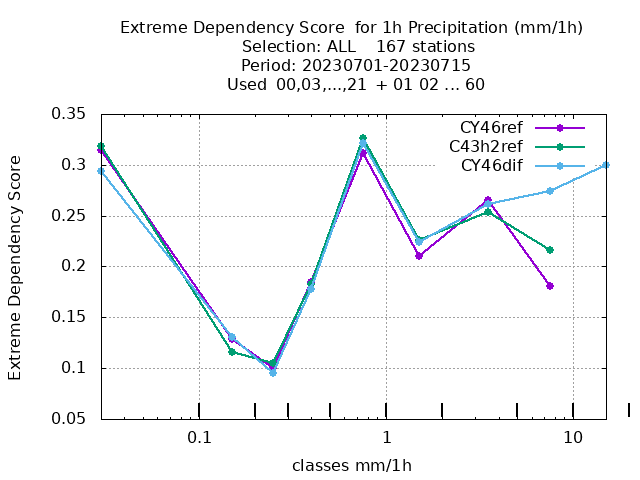 Extreme Dependency Score  for 1h Precipitation (mm/1h)
Selection: ALL    167 stations
Period: 20230701-20230715
Used  00,03,...,21  + 01 02 ... 60
CY46ref
C43h2ref
CY46dif
Extreme Dependency Score
0.35
0.3
0.25
0.2
0.15
0.1
0.05
0.1
1
10
classes mm/1h